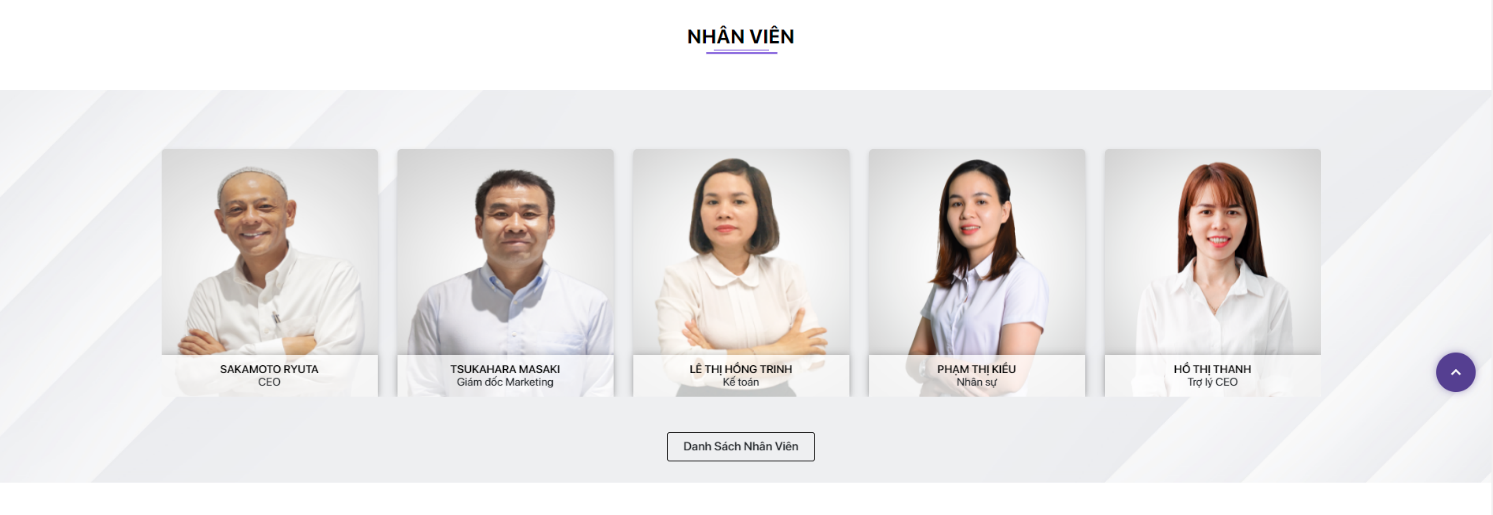 NHÂN VIÊN
SAKAMOTO RYUTA
CEO
TSUKAHARA MASAKI
Giám đốc Marketing
LÊ THỊ HỒNG TRINH
Kế toán
PHẠM THỊ KIỀU
Nhân sự
HỒ THỊ THANH
Trợ lý CEO
Danh Sách Nhân Viên